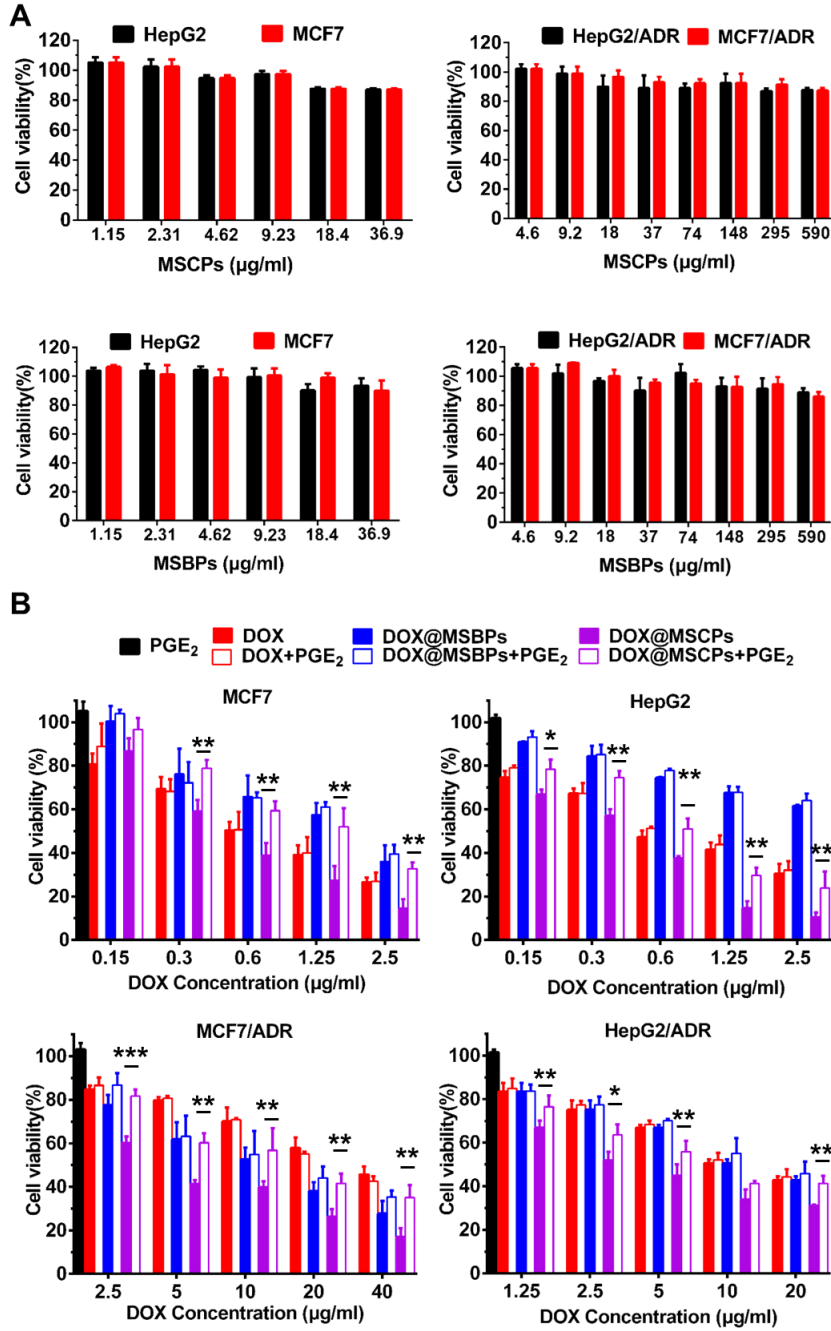 A
HepG2 MCF7
Cell viability(%)
120
100
80
60
40
20
0
1.15 2.31 4.62 9.23 18.4 36.9
MSCPs (μg/ml)
HepG2/ADR MCF7/ADR
Cell viability(%)
120
100
80
60
40
20
0
4.6 9.2 18 37 74 148 295 590
MSCPs (μg/ml)
HepG2 MCF7
Cell viability(%)
120
100
80
60
40
20
0
1.15 2.31 4.62 9.23 18.4 36.9
MSBPs (μg/ml)
HepG2/ADR MCF7/ADR
Cell viability(%)
120
100
80
60
40
20
0
4.6 9.2 18 37 74 148 295 590
MSBPs (μg/ml)
B
PGE₂ DOX DOX@MSBPs DOX@MSCPs
DOX+PGE₂ DOX@MSBPs+PGE₂ DOX@MSCPs+PGE₂
MCF7
Cell viability (%)
100
80
60
40
20
0
** ** ** **
0.15 0.3 0.6 1.25 2.5
DOX Concentration (μg/ml)
HepG2
Cell viability (%)
100
80
60
40
20
0
* ** ** ** **
0.15 0.3 0.6 1.25 2.5
DOX Concentration (μg/ml)
MCF7/ADR
Cell viability(%)
100
80
60
40
20
0
*** ** ** ** **
2.5 5 10 20 40
DOX Concentration (μg/ml)
HepG2/ADR
Cell viability(%)
100
80
60
40
20
0
** * ** **
1.25 2.5 5 10 20
DOX Concentration (μg/ml)